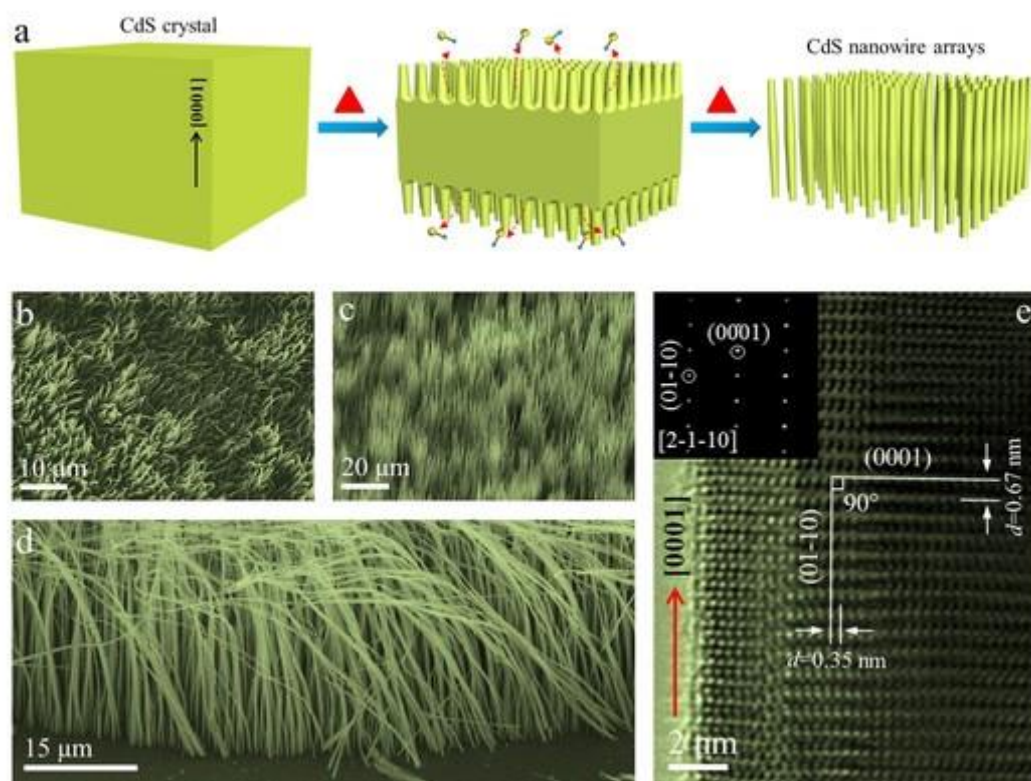 a
CdS crystal
[0001]
CdS nanowire arrays
b
10 μm
c
20 μm
d
15 μm
e
(0001)
(01-10)
[2-1-10]
(0001)
90°
d=0.67 nm
(01-10)
[0001]
d=0.35 nm
2 nm